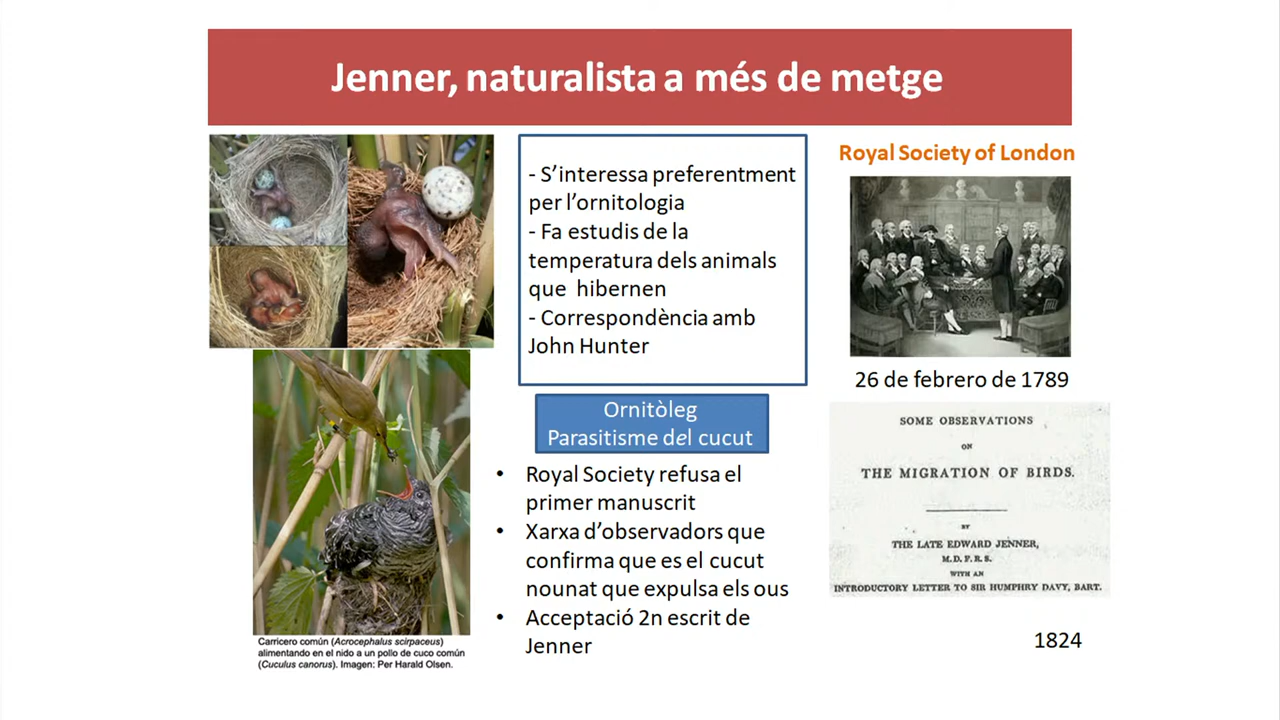 Jenner, naturalista a més de metge
- S’interessa preferentment
per l’ornitologia
- Fa estudis de la
temperatura dels animals
que hibernen
- Correspondència amb
John Hunter
Royal Society of London
26 de febrero de 1789
Ornitòleg
Parasitisme del cucut
• Royal Society refusa el
primer manuscrit
• Xarxa d’observadors que
confirma que es el cucut
nounat que expulsa els ous
• Acceptació 2n escrit de
Jenner
SOME OBSERVATIONS
ON
THE MIGRATION OF BIRDS.
BY
THE LATE EDWARD JENNER,
M.D. F.R.S.
WITH AN
INTRODUCTORY LETTER TO SIR HUMPHRY DAVY, BART.
1824
Carricero común (Acrocephalus scirpaceus)
alimentando en el nido a un pollo de cuco común
(Cuculus canorus). Imagen: Per Harald Olsen.